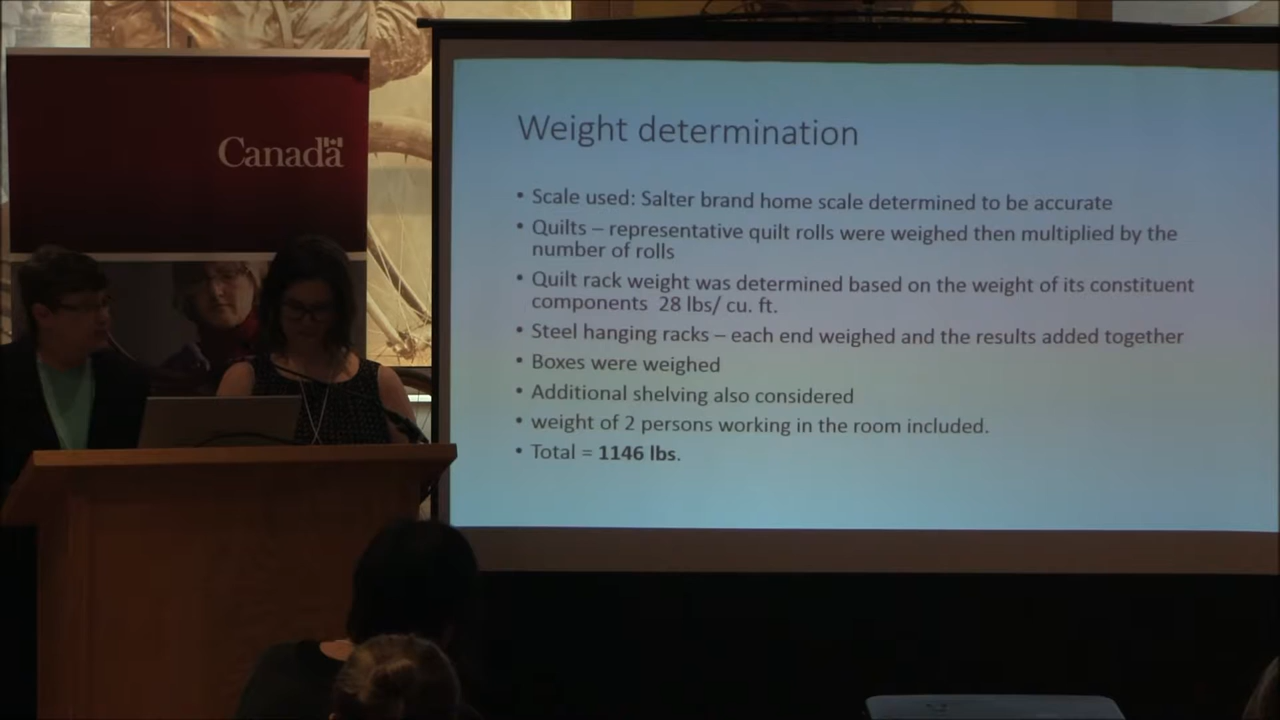 Canada
Weight determination
• Scale used: Salter brand home scale determined to be accurate
• Quilts – representative quilt rolls were weighed then multiplied by the
number of rolls
• Quilt rack weight was determined based on the weight of its constituent
components 28 lbs/ cu. ft.
• Steel hanging racks – each end weighed and the results added together
• Boxes were weighed
• Additional shelving also considered
• weight of 2 persons working in the room included.
• Total = 1146 lbs.